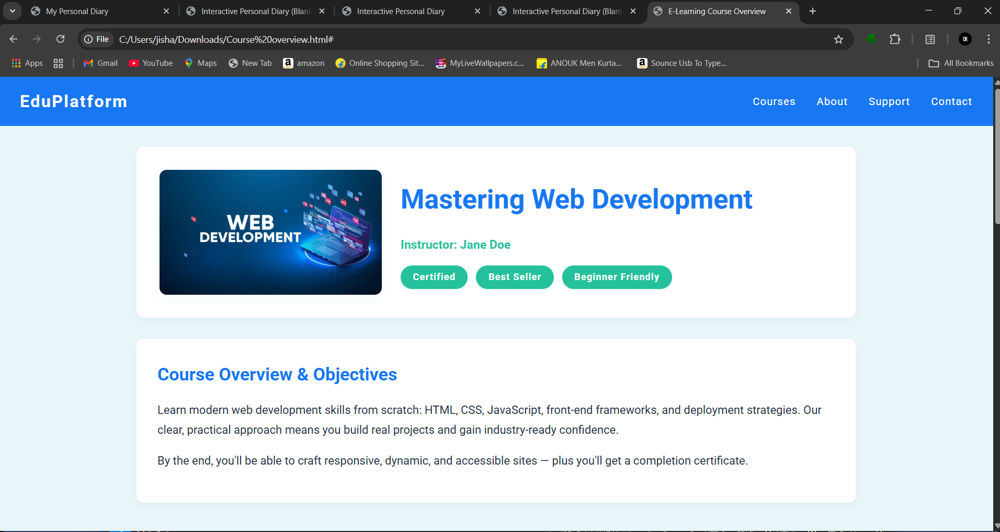 My Personal Diary
Interactive Personal Diary (Blan
Interactive Personal Diary
Interactive Personal Diary (Blan
E-Learning Course Overview
File
C:/Users/jisha/Downloads/Course%20overview.html#
CR
Apps
Gmail
YouTube
Maps
New Tab
amazon
Online Shopping Sit...
MyLiveWallpapers.c...
ANOUK Men Kurta...
Sounce Usb To Type...
All Bookmarks
EduPlatform
Courses
About
Support
Contact
WEB
DEVELOPMENT
Mastering Web Development
Instructor: Jane Doe
Certified
Best Seller
Beginner Friendly
Course Overview & Objectives
Learn modern web development skills from scratch: HTML, CSS, JavaScript, front-end frameworks, and deployment strategies. Our
clear, practical approach means you build real projects and gain industry-ready confidence.
By the end, you'll be able to craft responsive, dynamic, and accessible sites — plus you'll get a completion certificate.